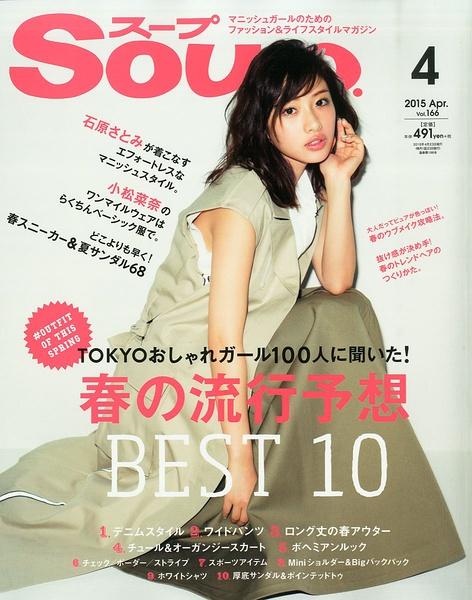 スープ
Soup.
マニッシュガールのための
ファッション&ライフスタイルマガジン
4
2015 Apr.
Vol.166
[定価]
491yen
石原さとみが着こなす
エフォートレスな
マニッシュスタイル。
小松菜奈の
ワンマイルウェアは
らくちんベーシック服で。
どこよりも早く!
春スニーカー&夏サンダル68
大人だってピュアが色っぽい!
春のウブメイク攻略法。
抜け感が決め手!
春のトレンドヘアの
つくりかた。
#OUTFIT
OF THIS
SPRING
TOKYOおしゃれガール100人に聞いた!
春の流行予想
BEST 10
1. デニムスタイル 2. ワイドパンツ 3. ロング丈の春アウター
4. チュール&オーガンジースカート 5. ボヘミアンルック
6. チェック/ボーダー/ストライプ 7. スポーツアイテム 8. Miniショルダー&Bigバックパック
9. ホワイトシャツ 10. 厚底サンダル&ポインテッドトゥ